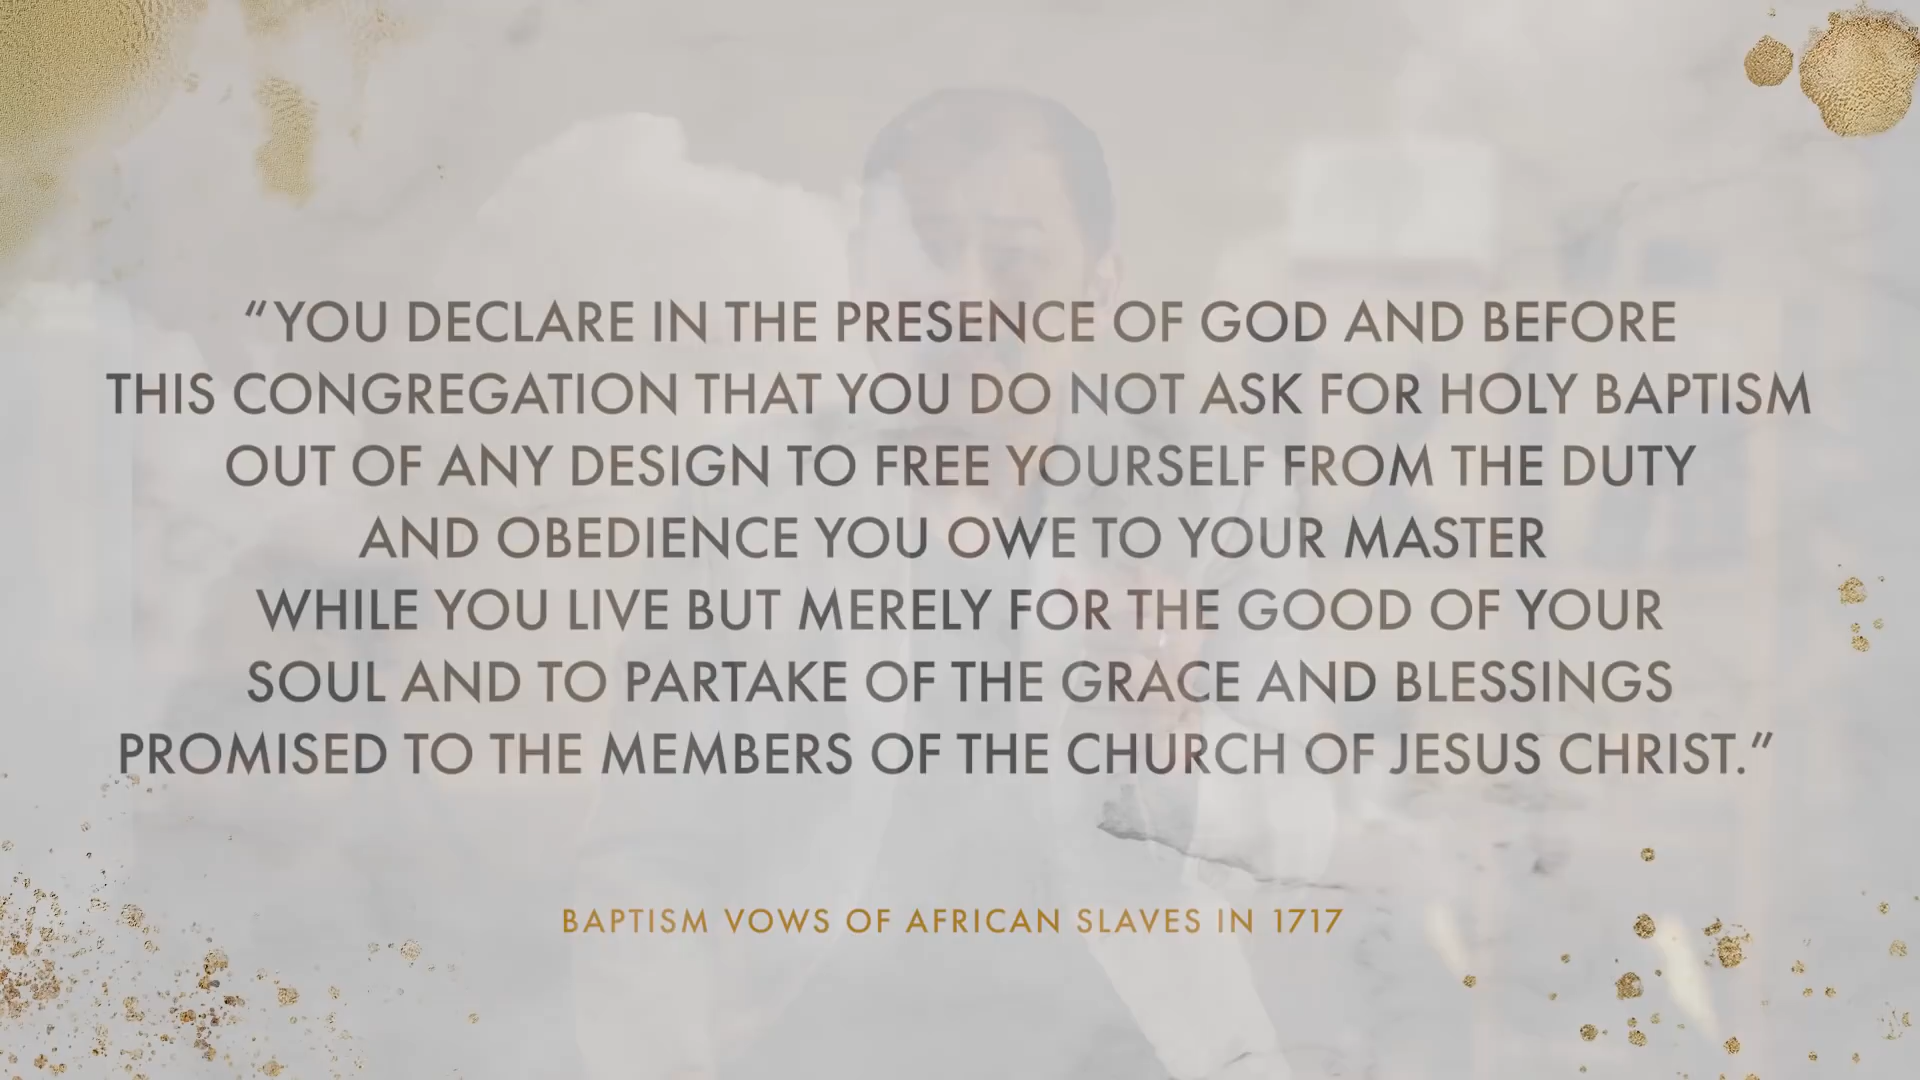 “YOU DECLARE IN THE PRESENCE OF GOD AND BEFORE
THIS CONGREGATION THAT YOU DO NOT ASK FOR HOLY BAPTISM
OUT OF ANY DESIGN TO FREE YOURSELF FROM THE DUTY
AND OBEDIENCE YOU OWE TO YOUR MASTER
WHILE YOU LIVE BUT MERELY FOR THE GOOD OF YOUR
SOUL AND TO PARTAKE OF THE GRACE AND BLESSINGS
PROMISED TO THE MEMBERS OF THE CHURCH OF JESUS CHRIST.”
BAPTISM VOWS OF AFRICAN SLAVES IN 1717